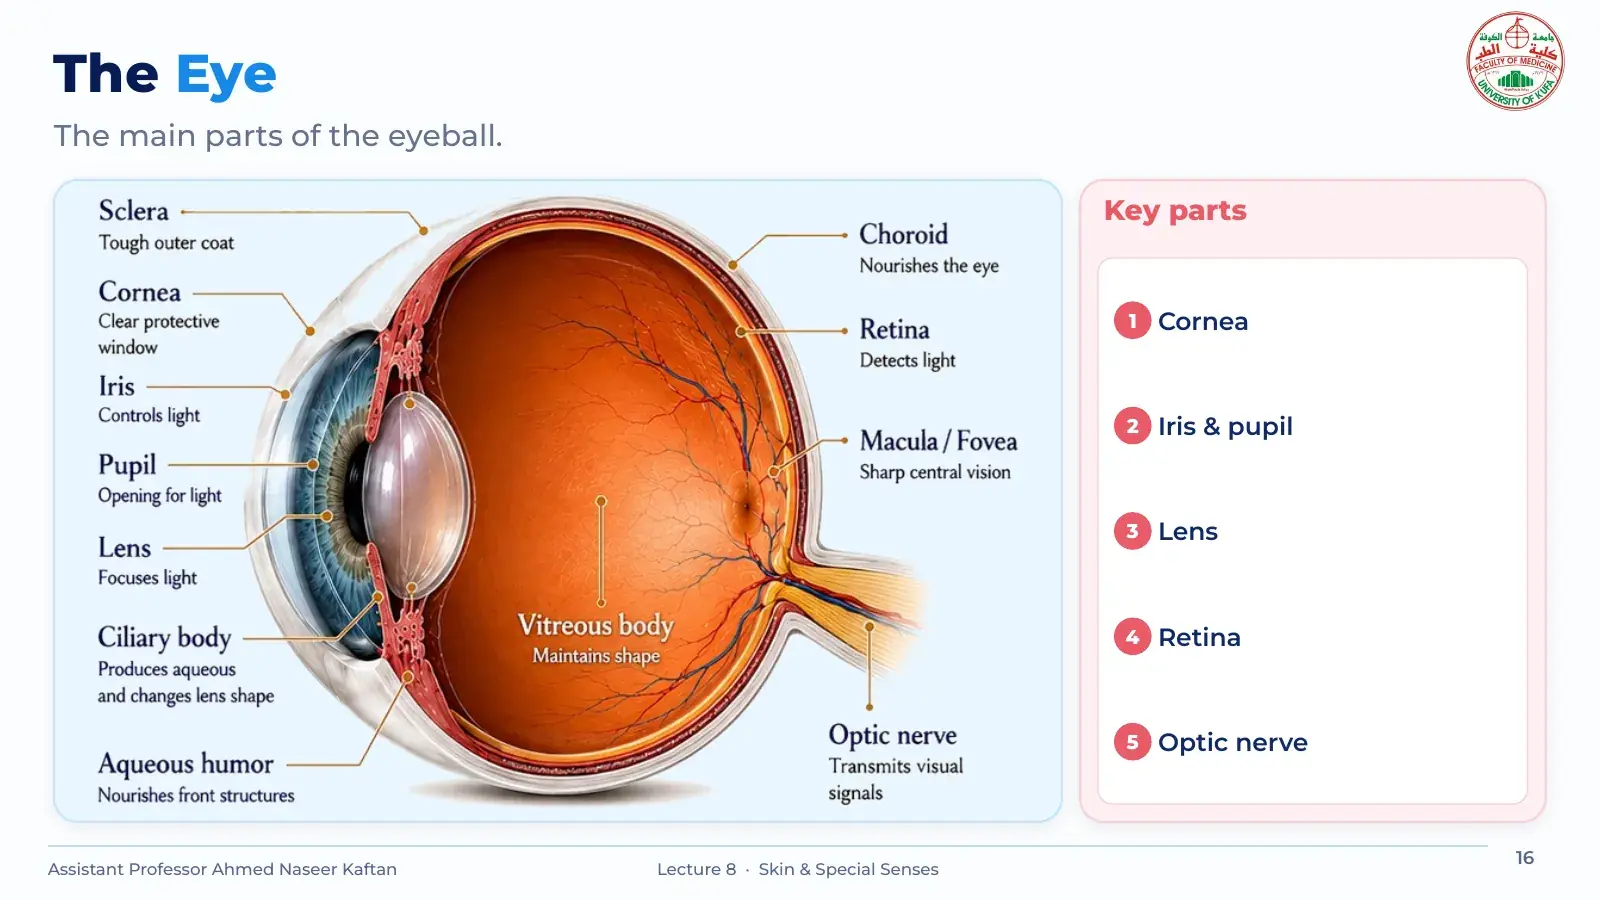 The Eye
The main parts of the eyeball.
جامعة الكوفة
كلية الطب
FACULTY OF MEDICINE
UNIVERSITY OF KUFA
Sclera
Tough outer coat
Cornea
Clear protective
window
Iris
Controls light
Pupil
Opening for light
Lens
Focuses light
Ciliary body
Produces aqueous
and changes lens shape
Aqueous humor
Nourishes front structures
Vitreous body
Maintains shape
Choroid
Nourishes the eye
Retina
Detects light
Macula / Fovea
Sharp central vision
Optic nerve
Transmits visual
signals
Key parts
1 Cornea
2 Iris & pupil
3 Lens
4 Retina
5 Optic nerve
Assistant Professor Ahmed Naseer Kaftan
Lecture 8 · Skin & Special Senses
16